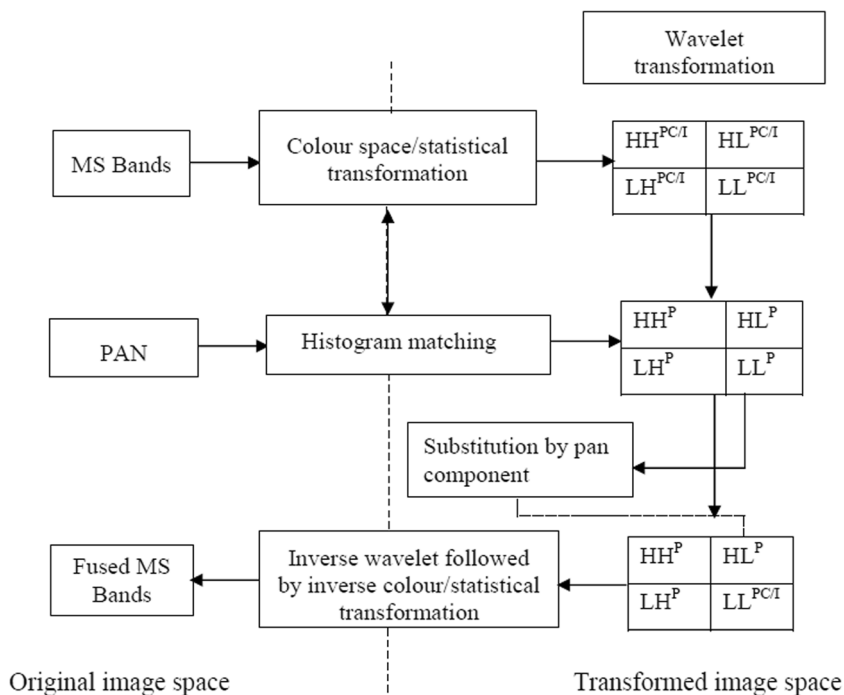 Wavelet
transformation
MS Bands
Colour space/statistical
transformation
HH^PC/I HL^PC/I
LH^PC/I LL^PC/I
PAN
Histogram matching
HH^P HL^P
LH^P LL^P
Substitution by pan
component
Fused MS
Bands
Inverse wavelet followed
by inverse colour/statistical
transformation
HH^P HL^P
LH^P LL^PC/I
Original image space
Transformed image space